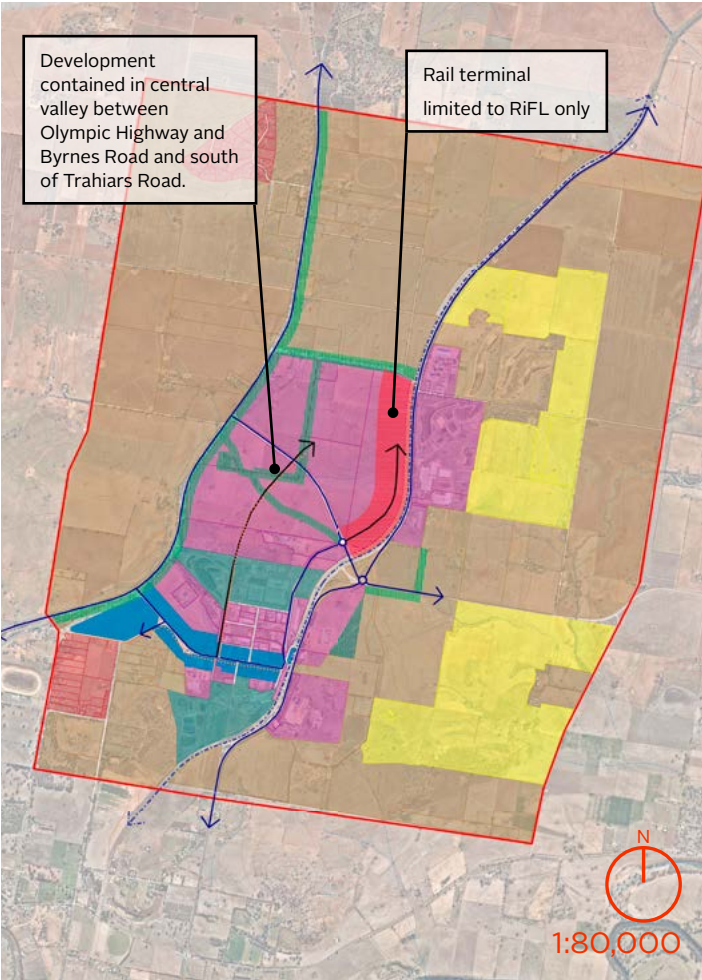 Development
contained in central
valley between
Olympic Highway and
Byrnes Road and south
of Trahiars Road.
Rail terminal
limited to RiFL only
N
1:80,000